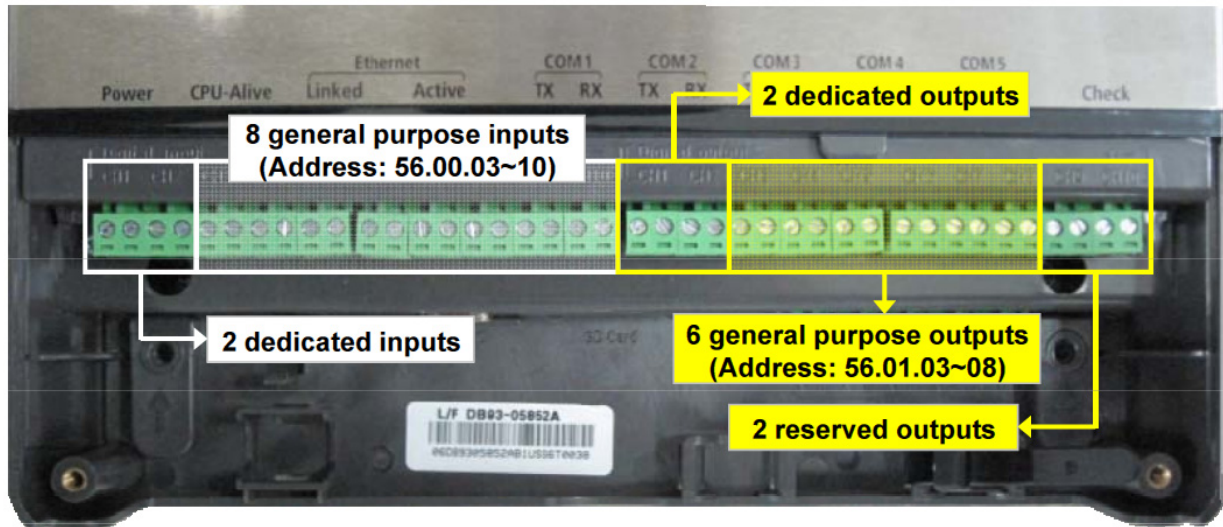 Ethernet
COM1
COM2
COM3
COM4
COM5
Power
CPU-Alive
Linked
Active
TX
RX
TX
RX
Check
2 dedicated outputs
8 general purpose inputs
(Address: 56.00.03~10)
2 dedicated inputs
SD Card
6 general purpose outputs
(Address: 56.01.03~08)
L/F DB93-05852A
2 reserved outputs